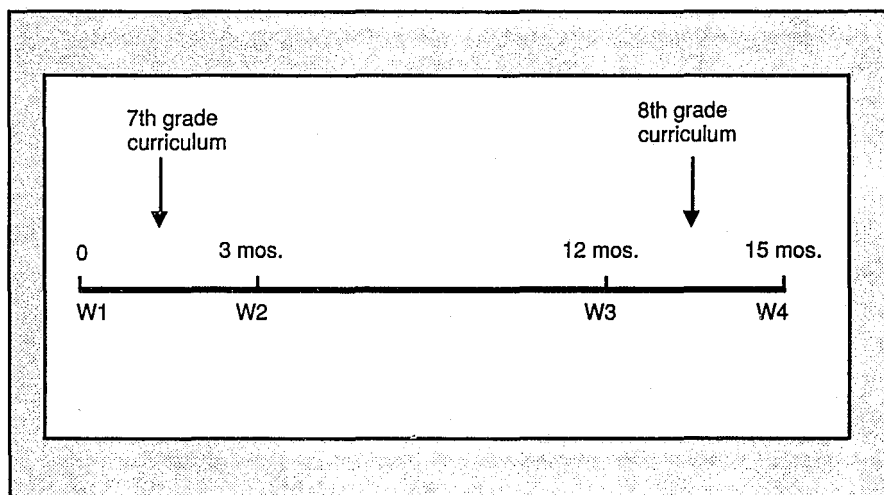 7th grade
curriculum
8th grade
curriculum
0
3 mos.
12 mos.
15 mos.
W1
W2
W3
W4